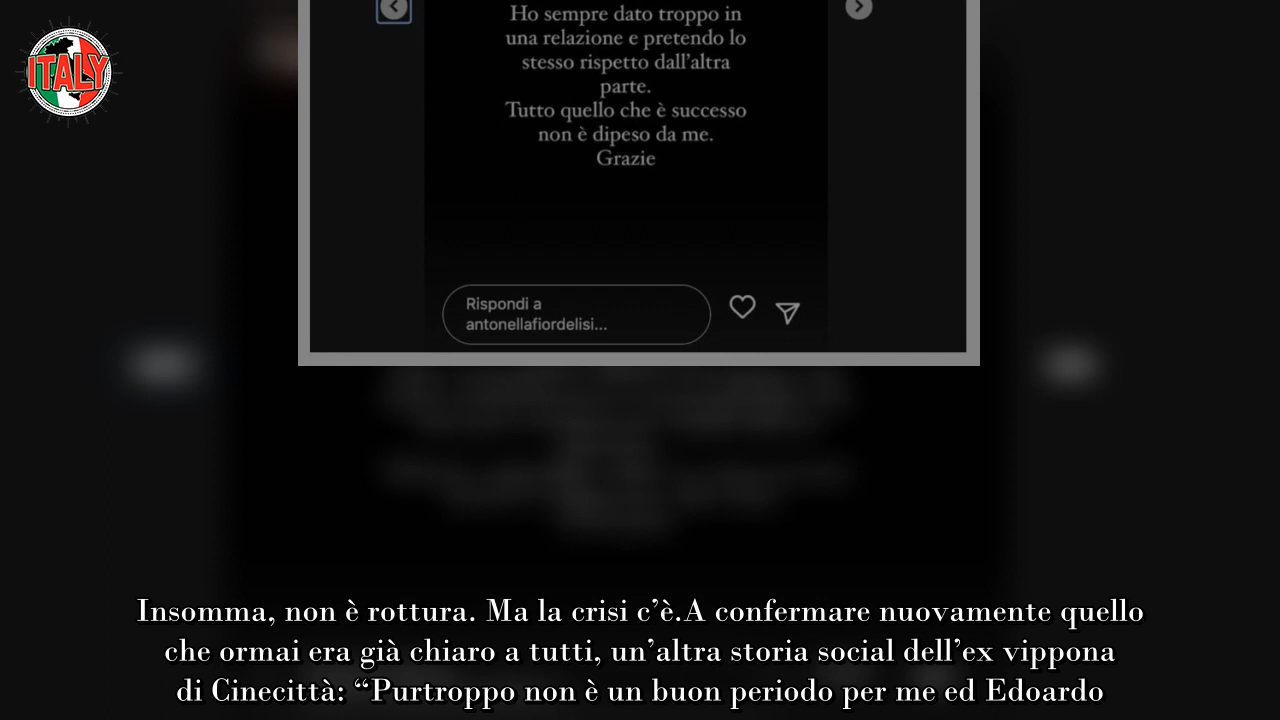 ITALY
Ho sempre dato troppo in
una relazione e pretendo lo
stesso rispetto dall'altra
parte.
Tutto quello che è successo
non è dipeso da me.
Grazie
Rispondi a
antonellafiordelisi...
Insomma, non è rottura. Ma la crisi c'è.A confermare nuovamente quello
che ormai era già chiaro a tutti, un'altra storia social dell'ex vippona
di Cinecittà: “Purtroppo non è un buon periodo per me ed Edoardo